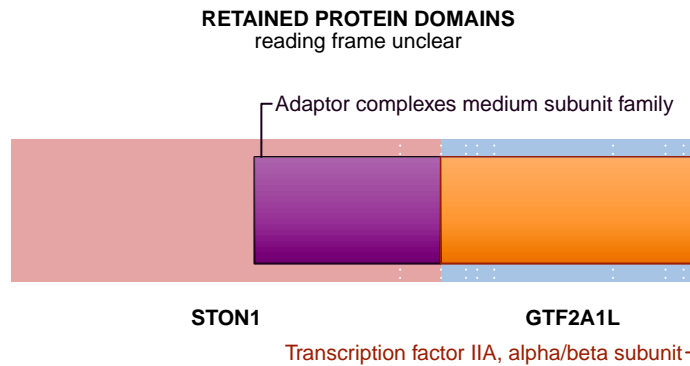 RETAINED PROTEIN DOMAINS
reading frame unclear
Adaptor complexes medium subunit family
STON1 GTF2A1L
Transcription factor IIA, alpha/beta subunit